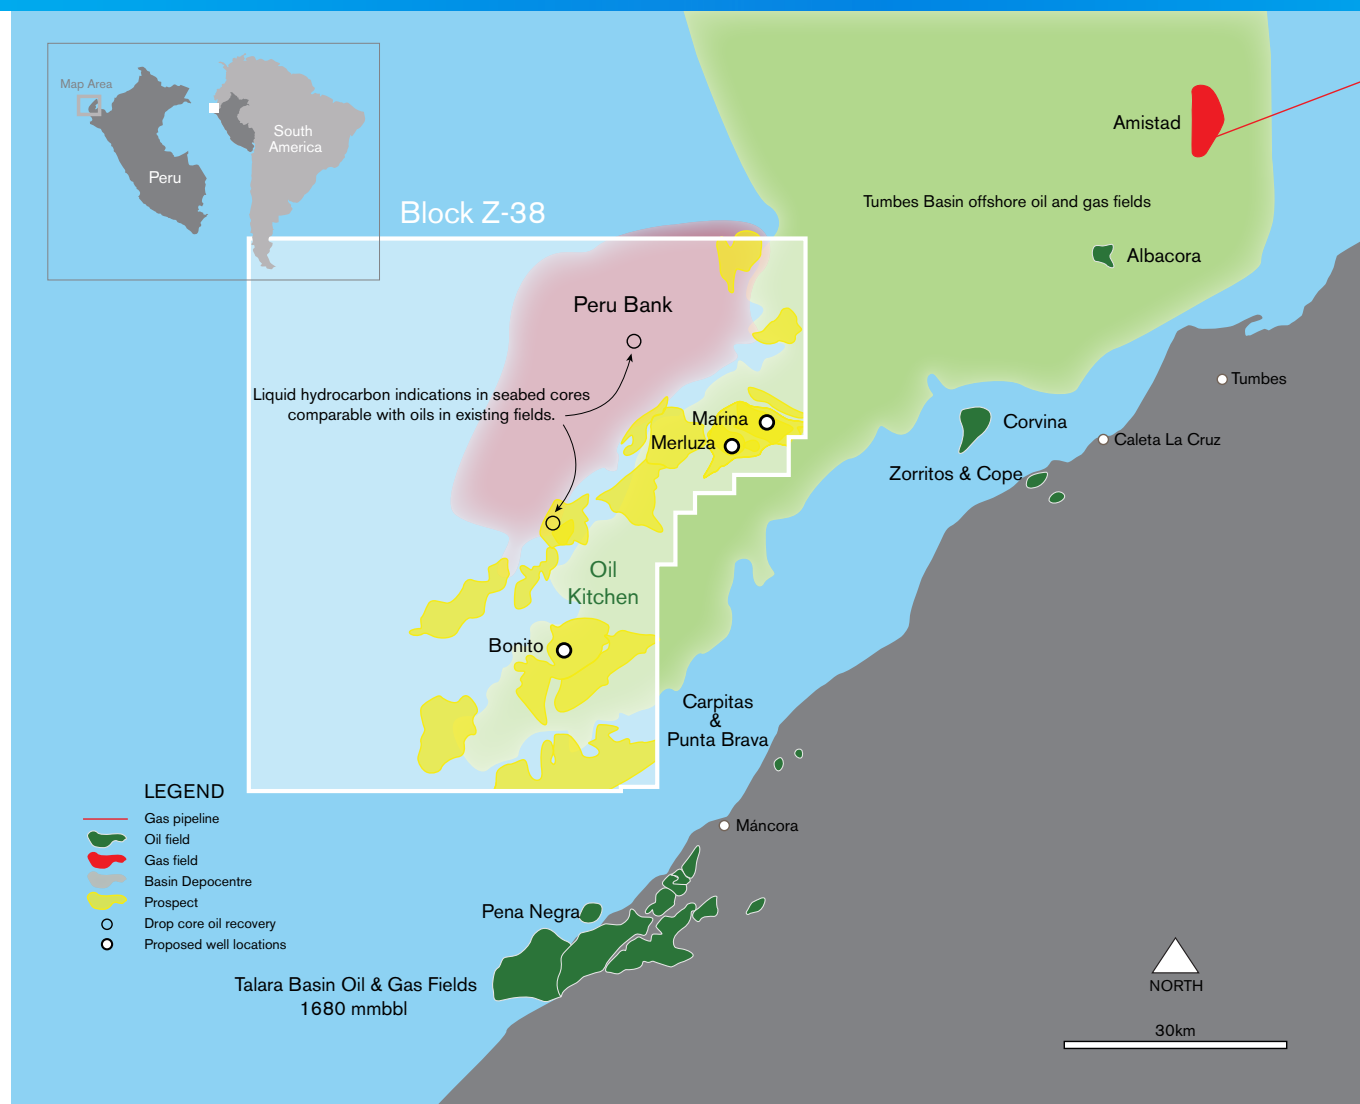 Map Area
Peru
South
America
Block Z-38
Amistad
Tumbes Basin offshore oil and gas fields
Albacora
Peru Bank
Liquid hydrocarbon indications in seabed cores
comparable with oils in existing fields.
Marina
Merluza
Tumbes
Corvina
Caleta La Cruz
Zorritos & Cope
Oil
Kitchen
Bonito
Carpitas
&
Punta Brava
Máncora
LEGEND
Gas pipeline
Oil field
Gas field
Basin Depocentre
Prospect
Drop core oil recovery
Proposed well locations
Pena Negra
Talara Basin Oil & Gas Fields
1680 mmbbl
NORTH
30km